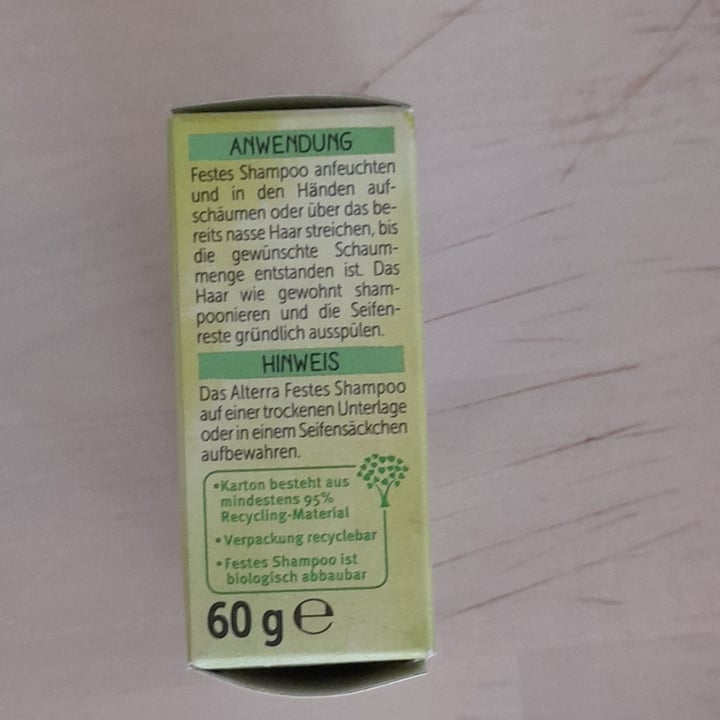 ANWENDUNG
Festes Shampoo anfeuchten
und in den Händen auf-
schäumen oder über das be-
reits nasse Haar streichen, bis
die gewünschte Schaum-
menge entstanden ist. Das
Haar wie gewohnt sham-
poonieren und die Seifen-
reste gründlich ausspülen.
HINWEIS
Das Alterra Festes Shampoo
auf einer trockenen Unterlage
oder in einem Seifensäckchen
aufbewahren.
•Karton besteht aus
mindestens 95%
Recycling-Material
• Verpackung recyclebar
• Festes Shampoo ist
biologisch abbaubar
60 g ℮